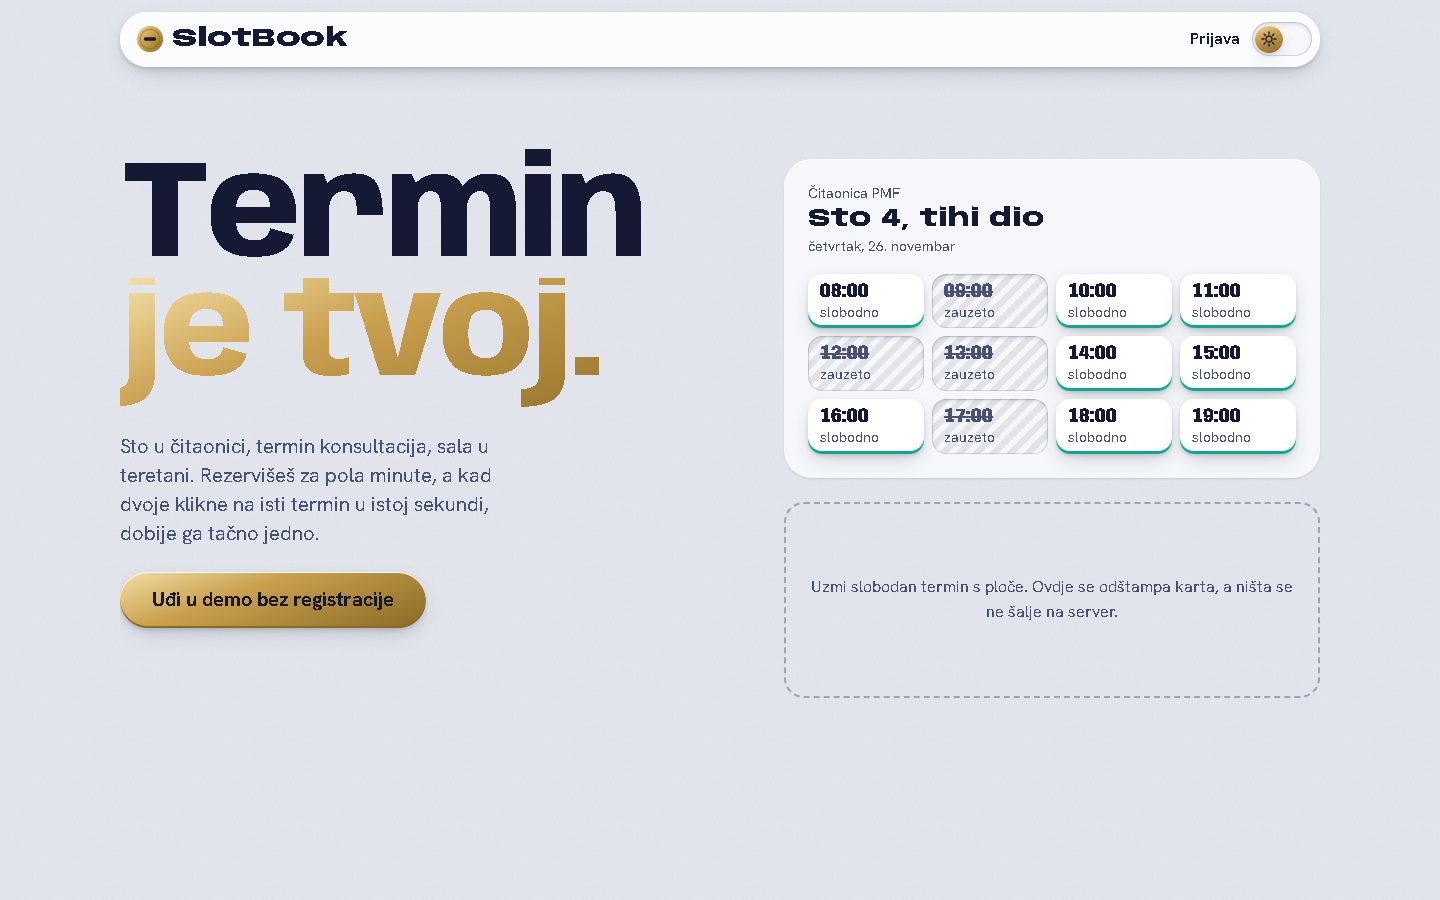 SlotBook
Prijava
Termin
je tvoj.
Sto u čitaonici, termin konsultacija, sala u
teretani. Rezervišeš za pola minute, a kad
dvoje klikne na isti termin u istoj sekundi,
dobije ga tačno jedno.
Uđi u demo bez registracije
Čitaonica PMF
Sto 4, tihi dio
četvrtak, 26. novembar
08:00 09:00 10:00 11:00
slobodno zauzeto slobodno slobodno
12:00 13:00 14:00 15:00
zauzeto zauzeto slobodno slobodno
16:00 17:00 18:00 19:00
slobodno zauzeto slobodno slobodno
Uzmi slobodan termin s ploče. Ovdje se odštampa karta, a ništa se
ne šalje na server.